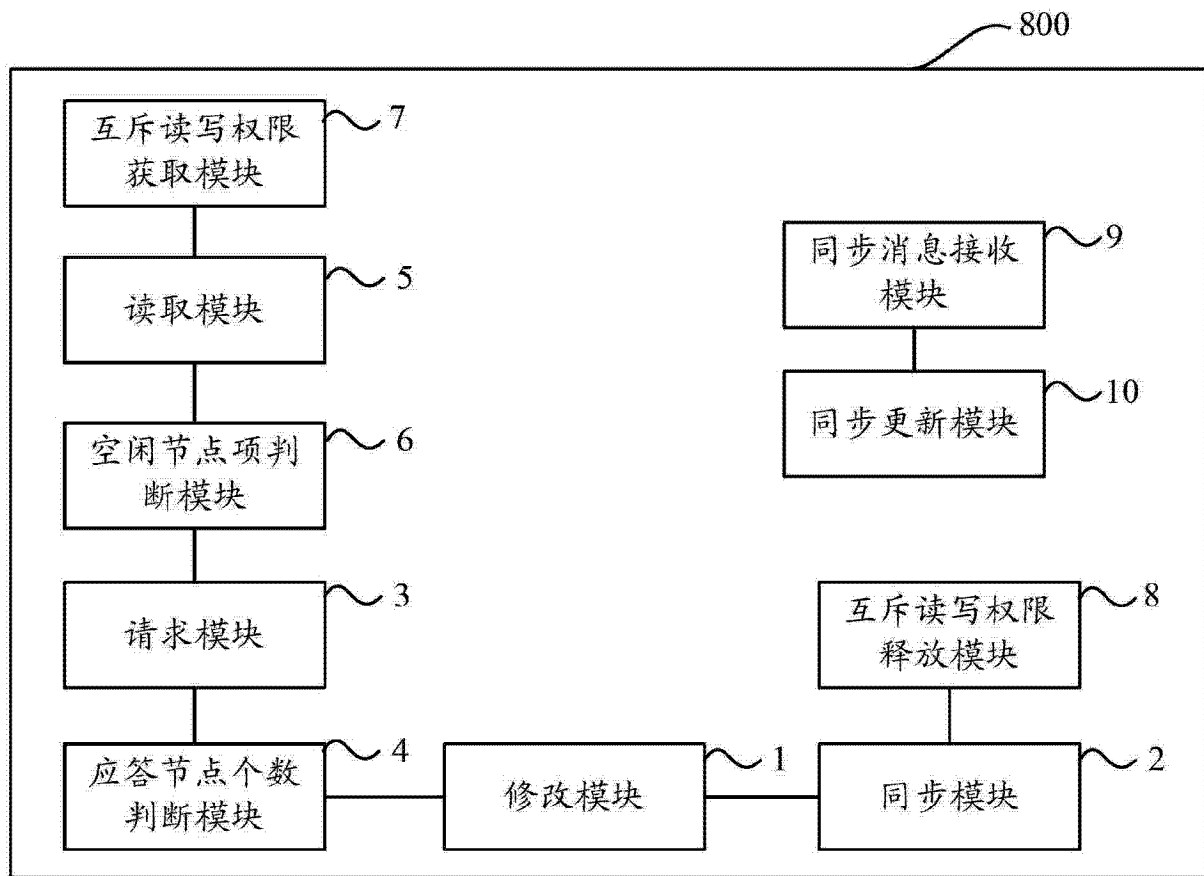 800
互斥读写权限
获取模块
7
读取模块
5
空闲节点项判
断模块
6
请求模块
3
应答节点个数
判断模块
4
修改模块
1
同步模块
2
互斥读写权限
释放模块
8
同步消息接收
模块
9
同步更新模块
10